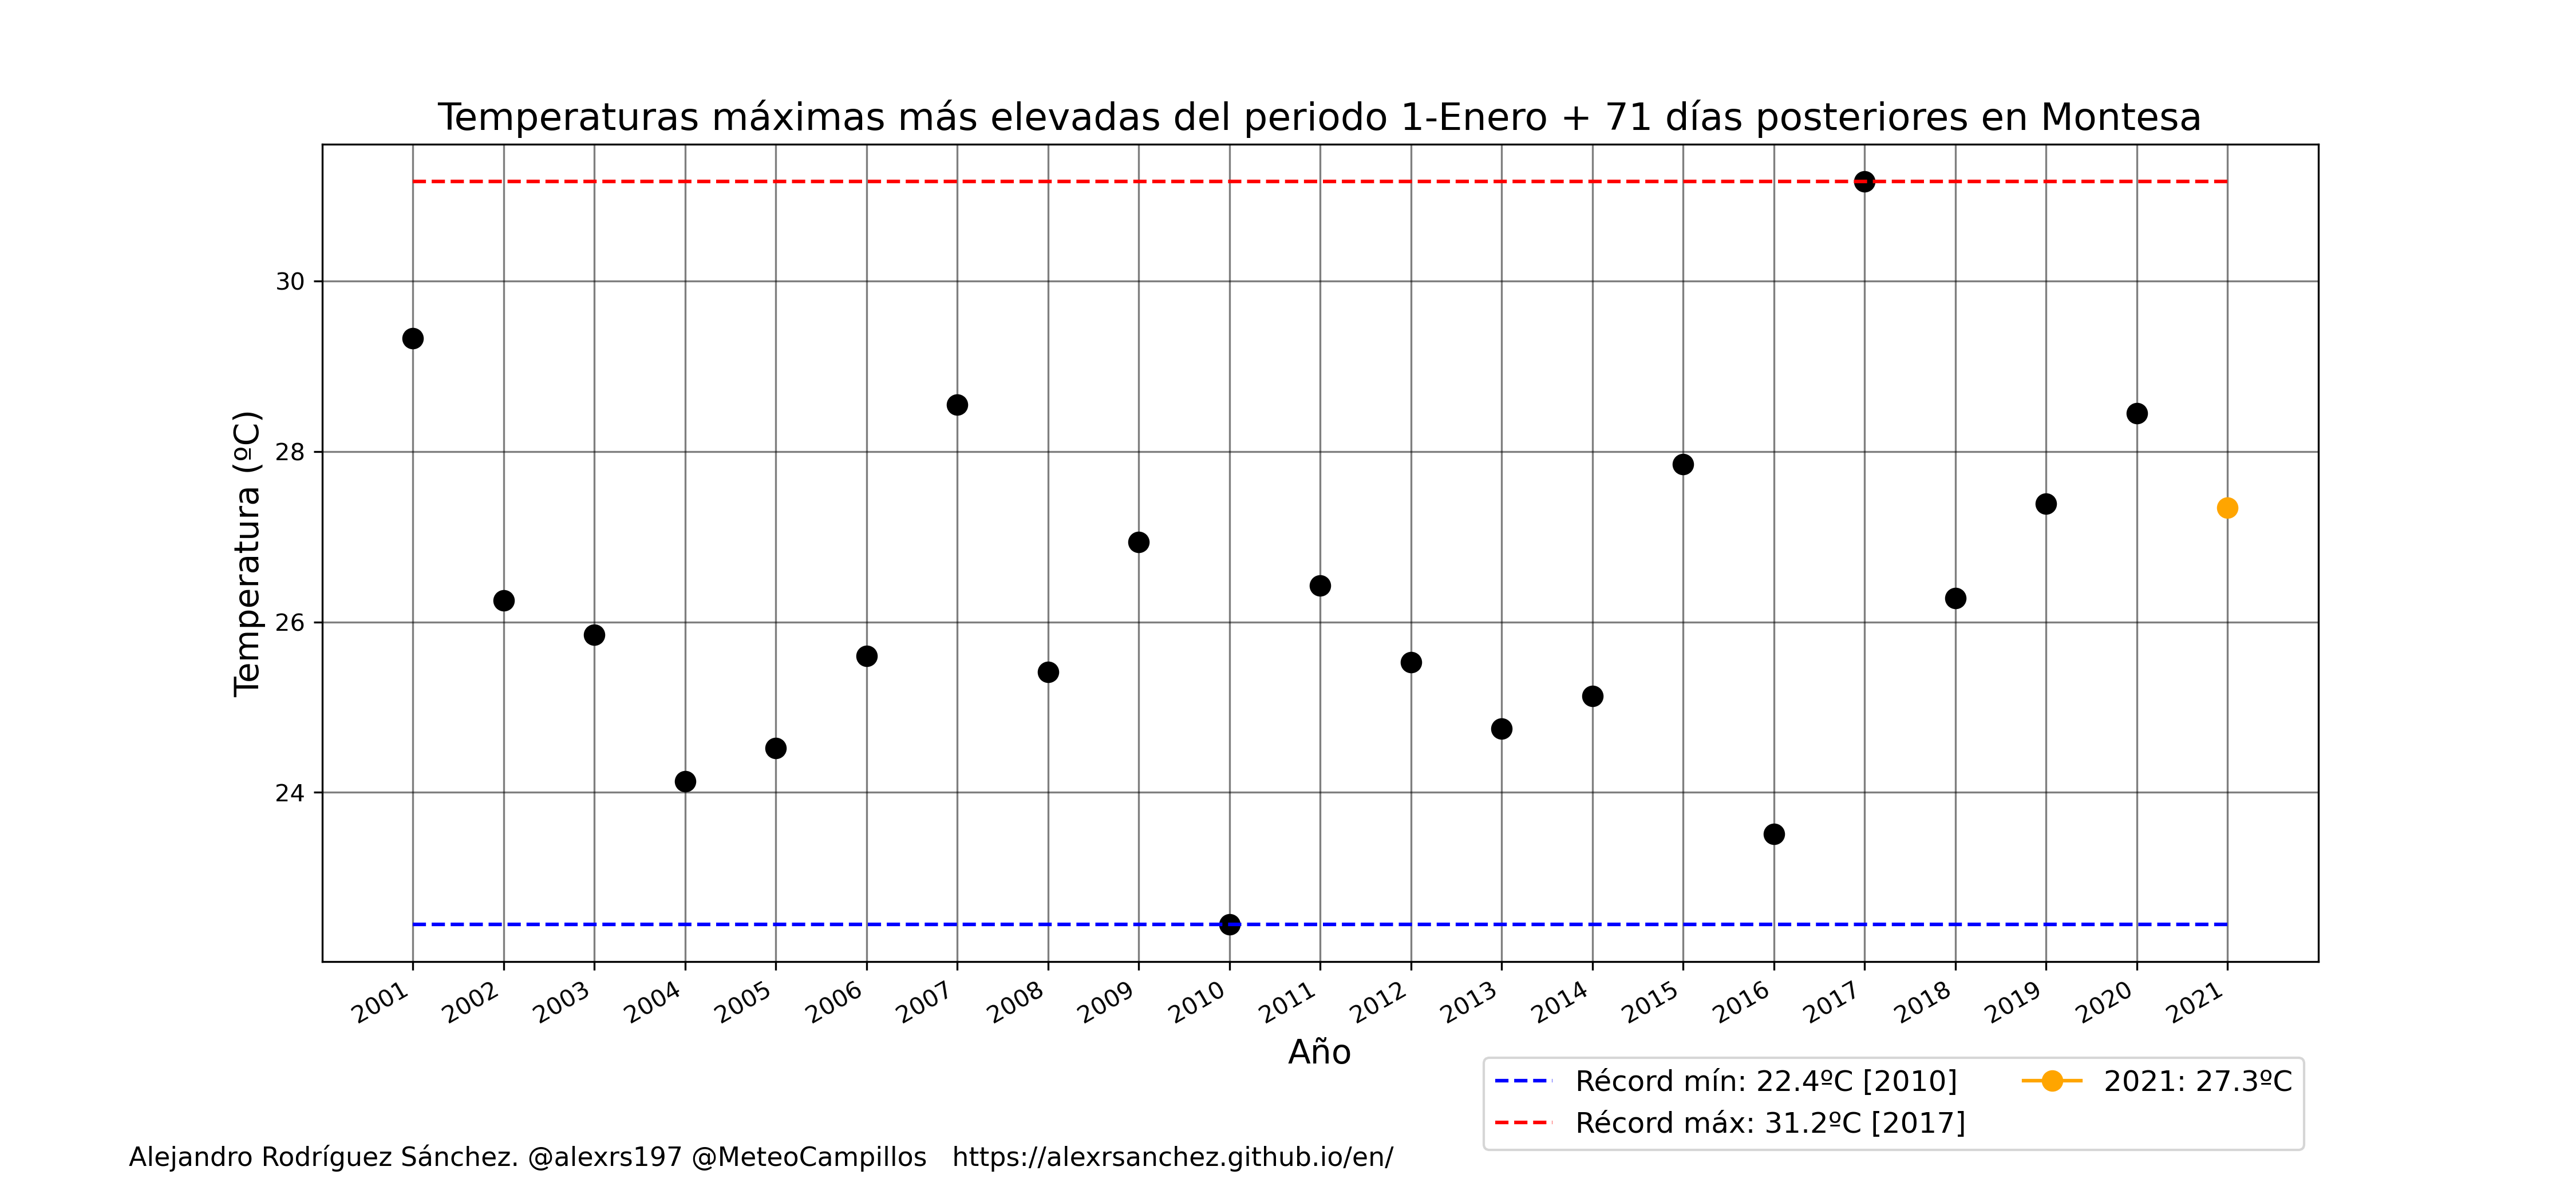 Temperaturas máximas más elevadas del periodo 1-Enero + 71 días posteriores en Montesa
Temperatura (ºC)
30
28
26
24
2001 2002 2003 2004 2005 2006 2007 2008 2009 2010 2011 2012 2013 2014 2015 2016 2017 2018 2019 2020 2021
Año
Récord mín: 22.4ºC [2010]
Récord máx: 31.2ºC [2017]
2021: 27.3ºC
Alejandro Rodríguez Sánchez. @alexrs197 @MeteoCampillos https://alexrsanchez.github.io/en/